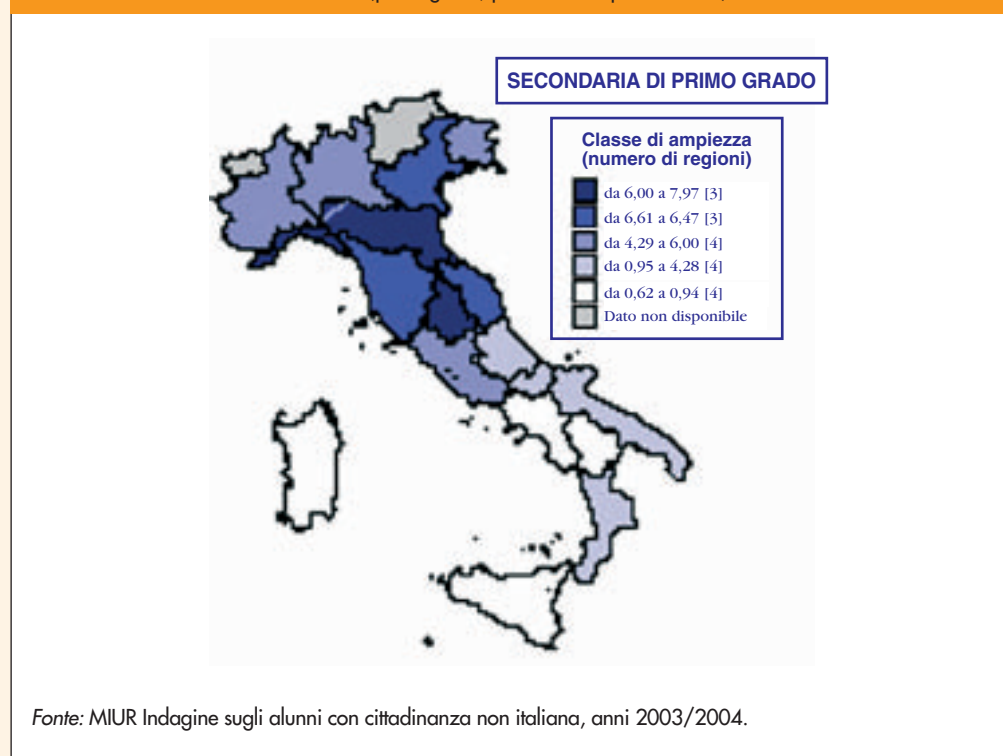 SECONDARIA DI PRIMO GRADO
Classe di ampiezza
(numero di regioni)
da 6,00 a 7,97 [3]
da 6,61 a 6,47 [3]
da 4,29 a 6,00 [4]
da 0,95 a 4,28 [4]
da 0,62 a 0,94 [4]
Dato non disponibile
Fonte: MIUR Indagine sugli alunni con cittadinanza non italiana, anni 2003/2004.